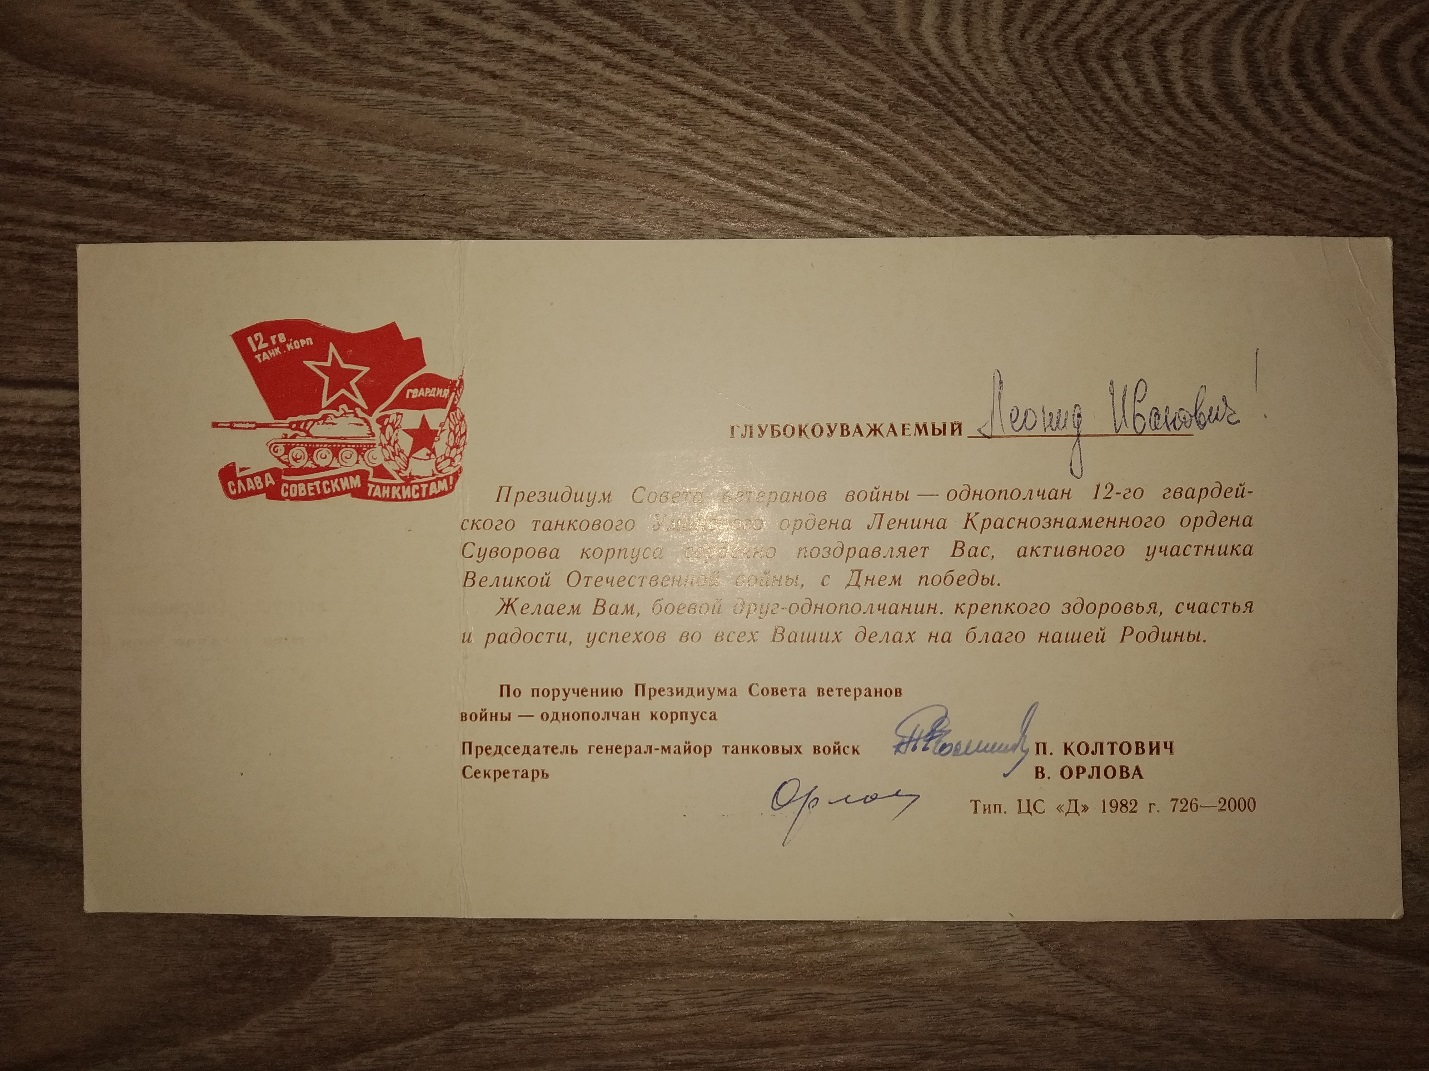 12 гв.
ТАНК. КОРП
ГВАРДИЯ
СЛАВА СОВЕТСКИМ ТАНКИСТАМ!
ГЛУБОКОУВАЖАЕМЫЙ Леонид Иванович!
Президиум Совета ветеранов войны — однополчан 12-го гвардей-
ского танкового Уманского ордена Ленина Краснознаменного ордена
Суворова корпуса сердечно поздравляет Вас, активного участника
Великой Отечественной войны, с Днем победы.
Желаем Вам, боевой друг-однополчанин. крепкого здоровья, счастья
и радости, успехов во всех Ваших делах на благо нашей Родины.
По поручению Президиума Совета ветеранов
войны — однополчан корпуса
Председатель генерал-майор танковых войск П. КОЛТОВИЧ
Секретарь В. ОРЛОВА
Тип. ЦС «Д» 1982 г. 726—2000